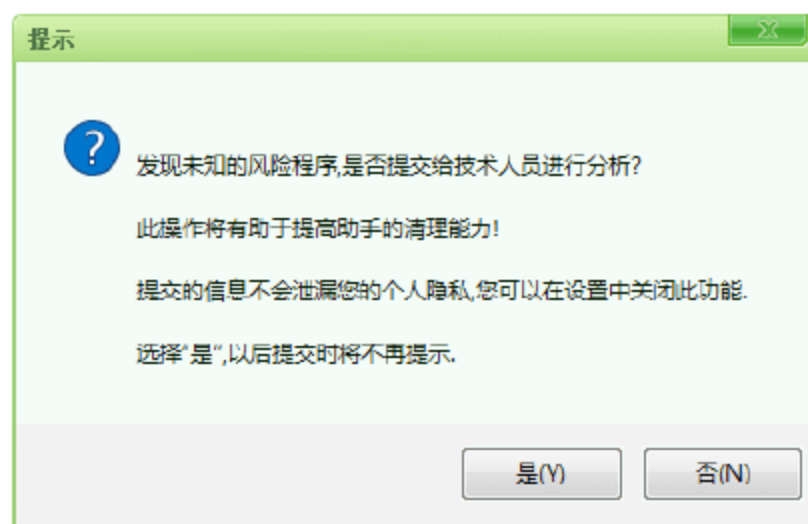 提示
发现未知的风险程序,是否提交给技术人员进行分析?
此操作将有助于提高助手的清理能力!
提交的信息不会泄漏您的个人隐私,您可以在设置中关闭此功能.
选择"是",以后提交时将不再提示.
是(Y) 否(N)